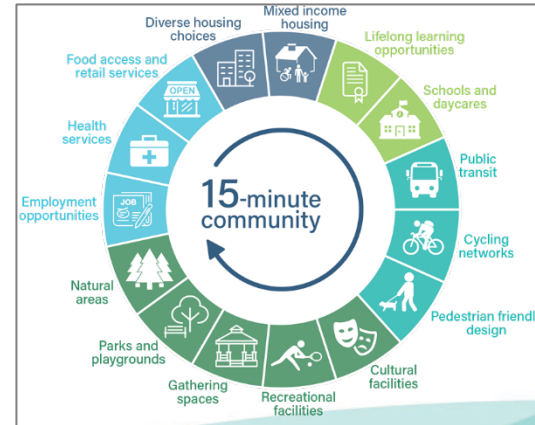 Diverse housing
choices
Mixed income
housing
Lifelong learning
opportunities
Schools and
daycares
Public
transit
Cycling
networks
Pedestrian friendly
design
Cultural
facilities
Recreational
facilities
Gathering
spaces
Parks and
playgrounds
Natural
areas
Employment
opportunities
Health
services
Food access and
retail services
OPEN
JOB
15-minute
community